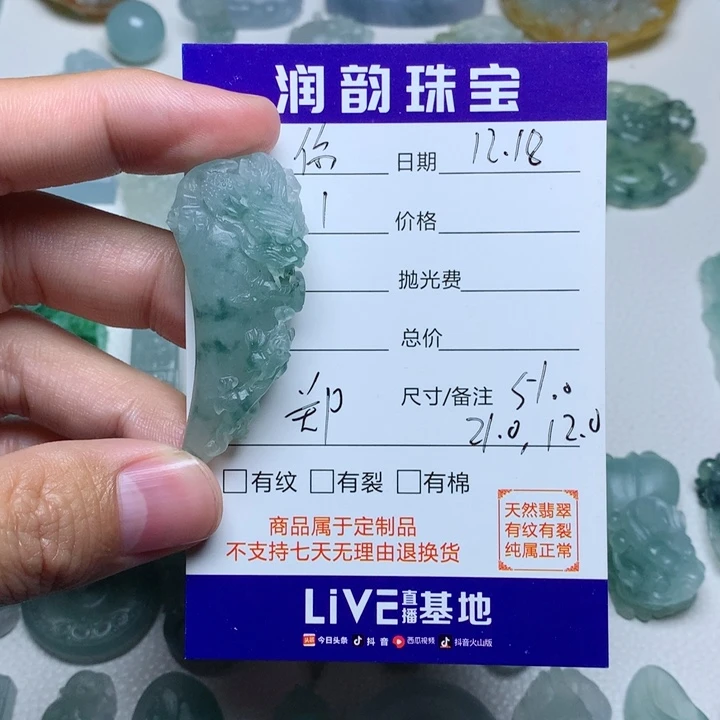 润韵珠宝
你 日期 12.18
1 价格
抛光费
总价
郑 尺寸/备注 51.0
21.0, 12.0
有纹 有裂 有棉
商品属于定制品
不支持七天无理由退换货
天然翡翠
有纹有裂
纯属正常
LiVE直播基地
头条 今日头条 抖音 西瓜视频 抖音火山版